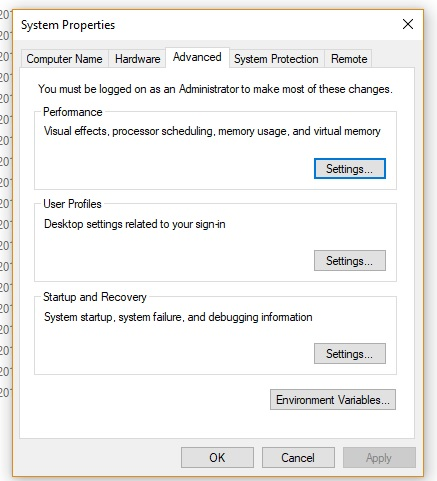 System Properties
Computer Name Hardware Advanced System Protection Remote
You must be logged on as an Administrator to make most of these changes.
Performance
Visual effects, processor scheduling, memory usage, and virtual memory
Settings...
User Profiles
Desktop settings related to your sign-in
Settings...
Startup and Recovery
System startup, system failure, and debugging information
Settings...
Environment Variables...
OK Cancel Apply